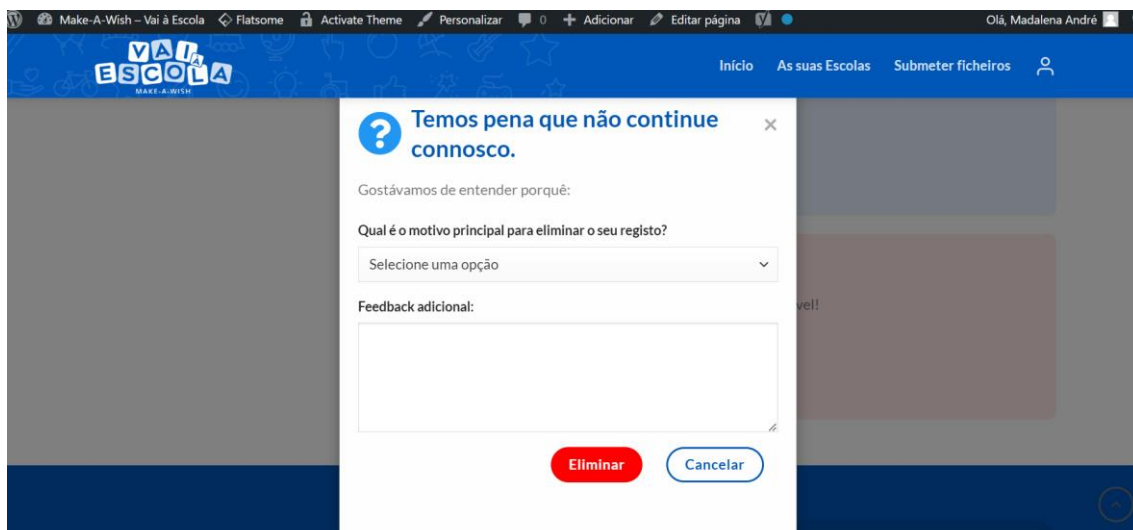 Make-A-Wish – Vai à Escola Flatsome Activate Theme Personalizar 0 Adicionar Editar página Olá, Madalena André
VAI À
ESCOLA
MAKE-A-WISH
Início As suas Escolas Submeter ficheiros
Temos pena que não continue
connosco.
Gostávamos de entender porquê:
Qual é o motivo principal para eliminar o seu registo?
Selecione uma opção
Feedback adicional:
vel!
Eliminar Cancelar